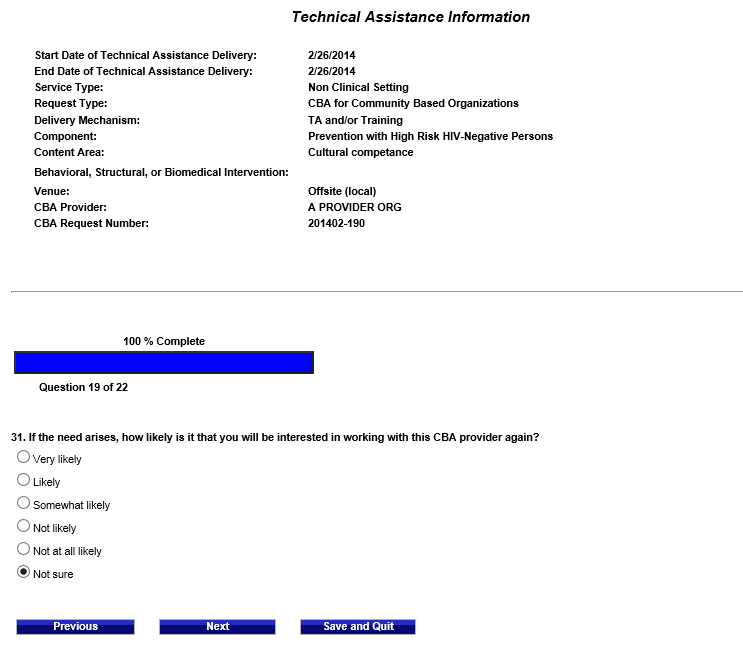 Technical Assistance Information
Start Date of Technical Assistance Delivery: 2/26/2014
End Date of Technical Assistance Delivery: 2/26/2014
Service Type: Non Clinical Setting
Request Type: CBA for Community Based Organizations
Delivery Mechanism: TA and/or Training
Component: Prevention with High Risk HIV-Negative Persons
Content Area: Cultural competance
Behavioral, Structural, or Biomedical Intervention:
Venue: Offsite (local)
CBA Provider: A PROVIDER ORG
CBA Request Number: 201402-190
100 % Complete
Question 19 of 22
31. If the need arises, how likely is it that you will be interested in working with this CBA provider again?
Very likely
Likely
Somewhat likely
Not likely
Not at all likely
Not sure
Previous Next Save and Quit